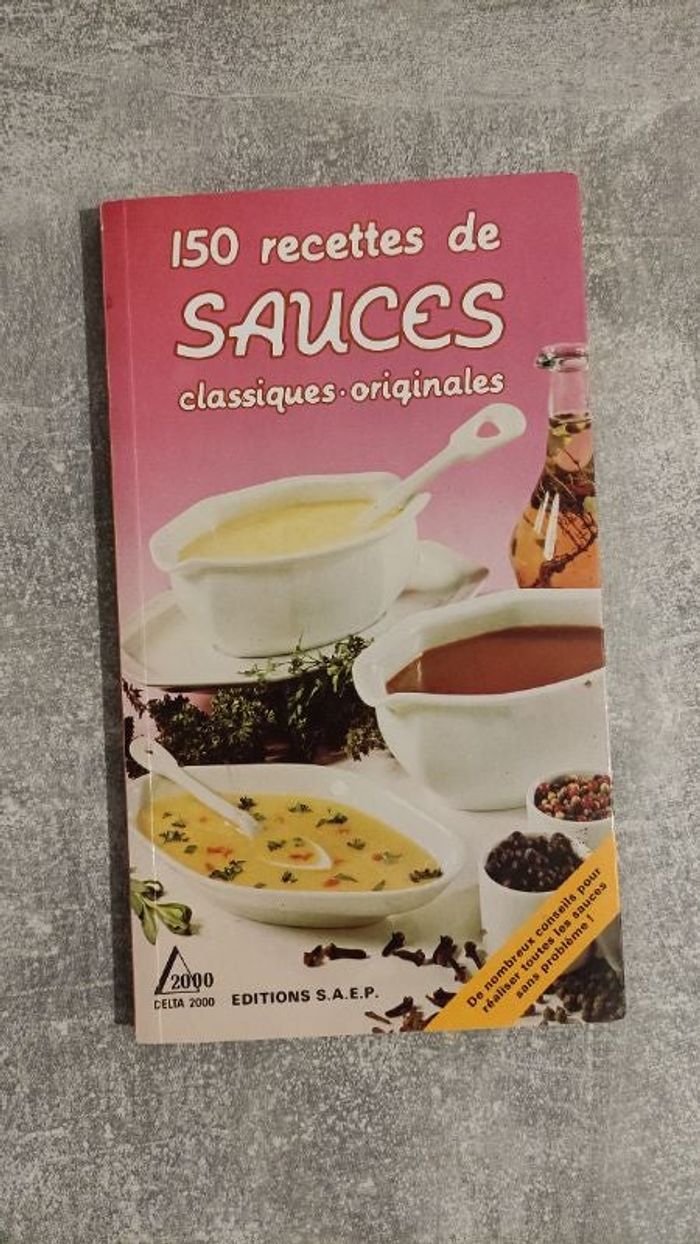 150 recettes de
SAUCES
classiques·originales
De nombreux conseils pour
réaliser toutes les sauces
sans problème !
2000
DELTA 2000
EDITIONS S.A.E.P.